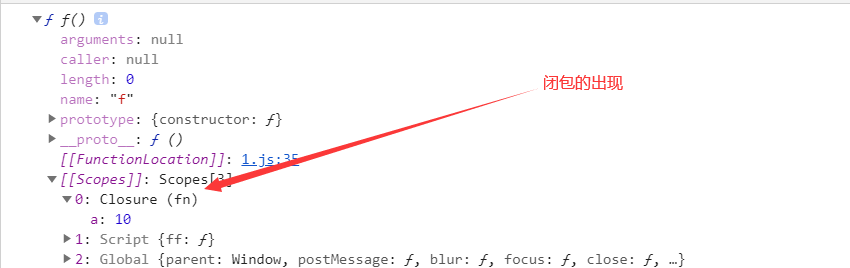 ▼ƒ f() i
arguments: null
caller: null
length: 0
name: "f"
▶prototype: {constructor: ƒ}
▶__proto__: ƒ ()
[[FunctionLocation]]: 1.js:35
▼[[Scopes]]: Scopes[3]
▼0: Closure (fn)
a: 10
▶1: Script {ff: ƒ}
▶2: Global {parent: Window, postMessage: ƒ, blur: ƒ, focus: ƒ, close: ƒ, …}
闭包的出现